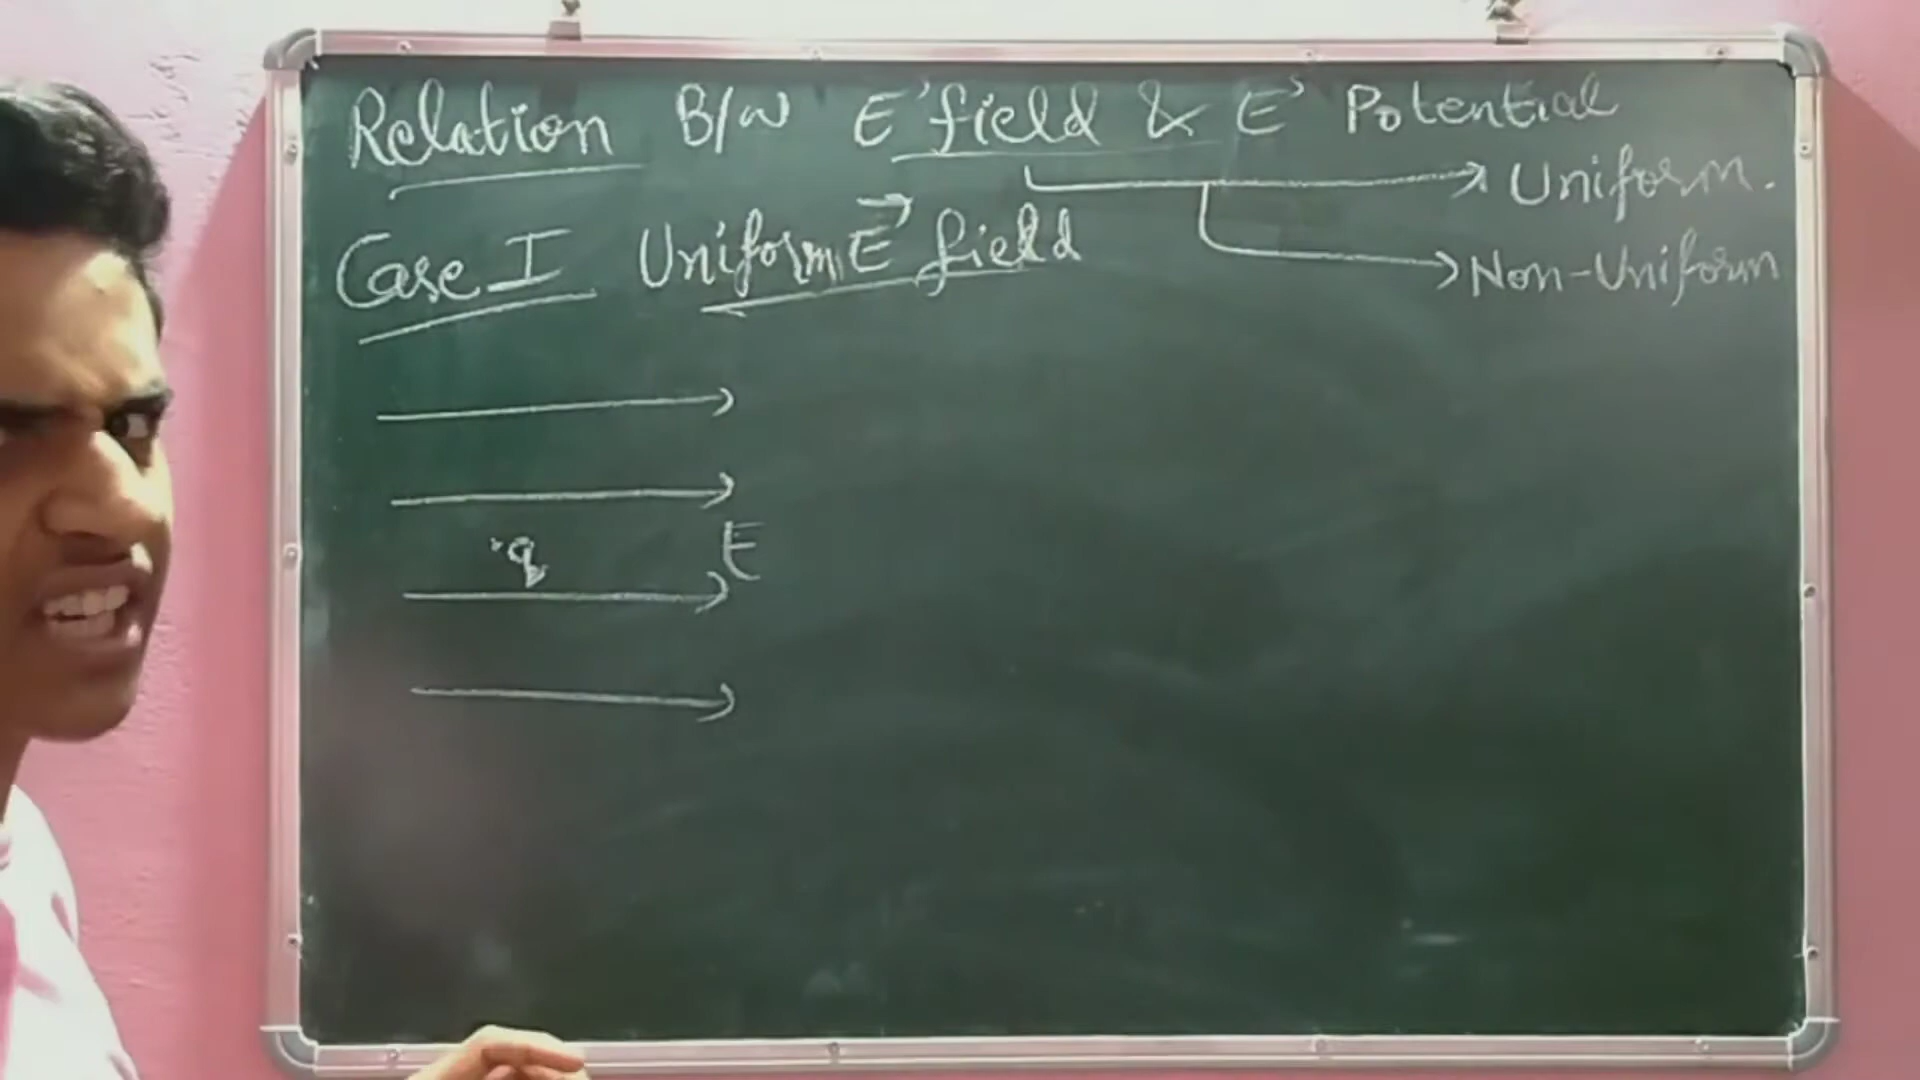 Relation B/w E' field & E' Potential
Uniform.
Case I Uniform E field
Non-Uniform
q
E